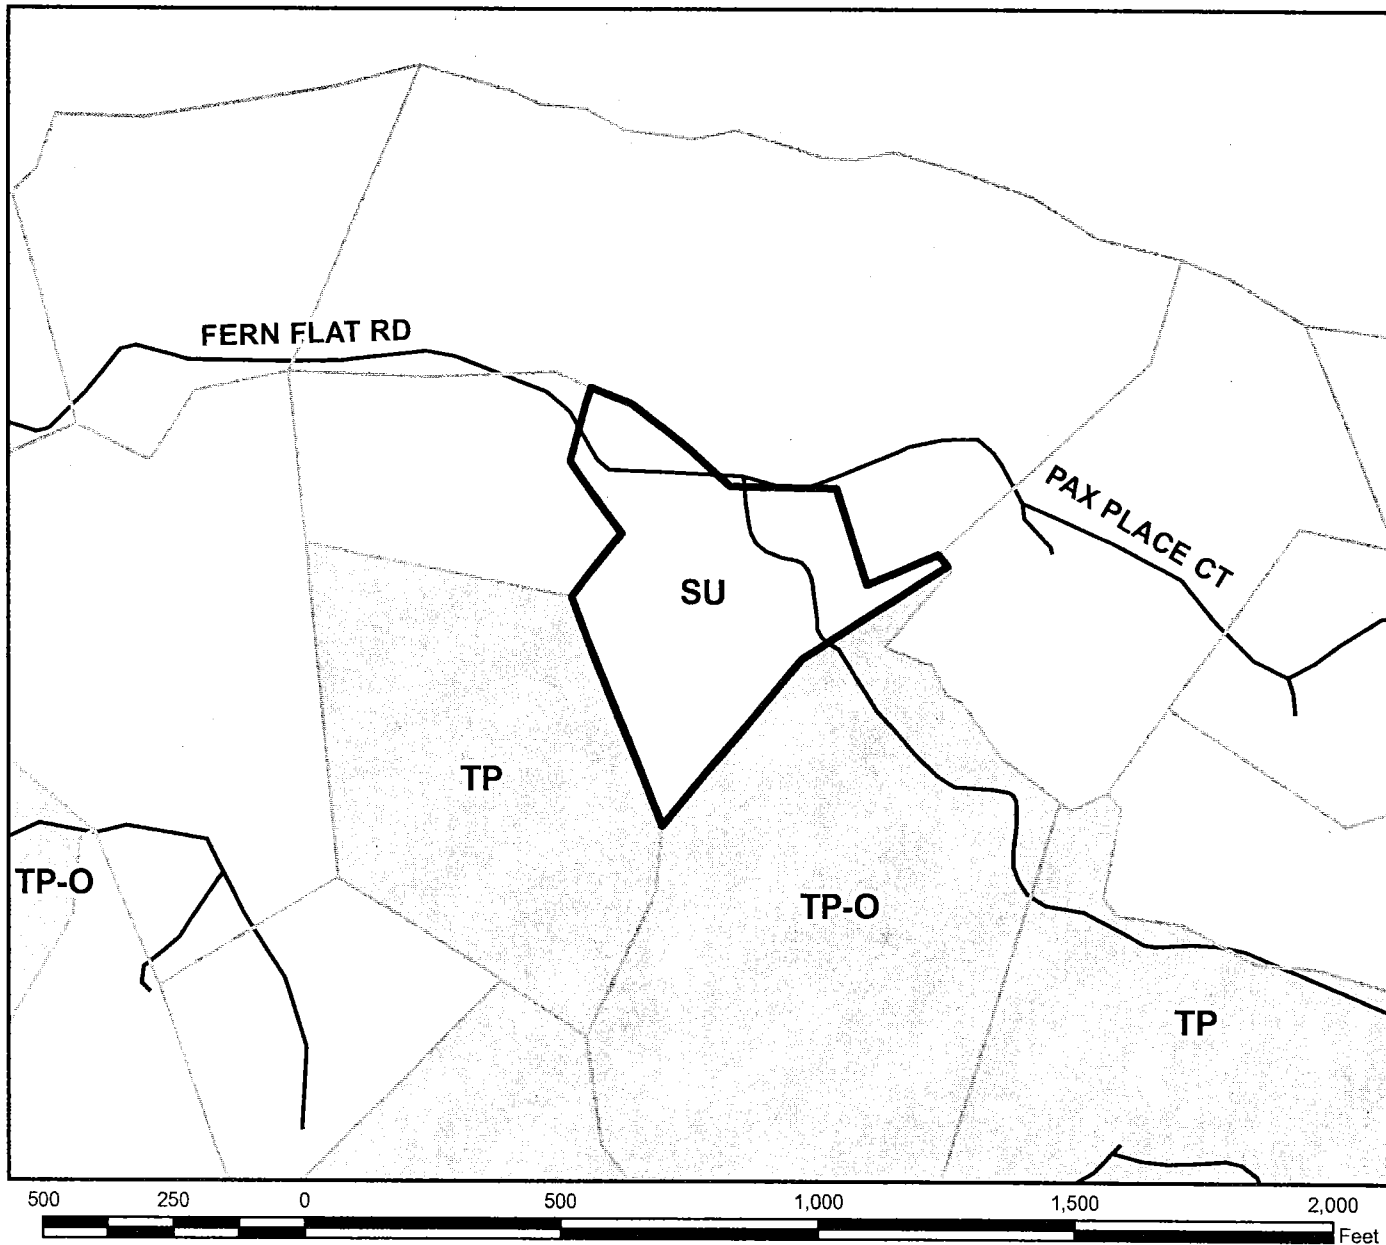 FERN FLAT RD
PAX PLACE CT
SU
TP
TP-O
TP-O
TP
500 250 0 500 1,000 1,500 2,000
Feet